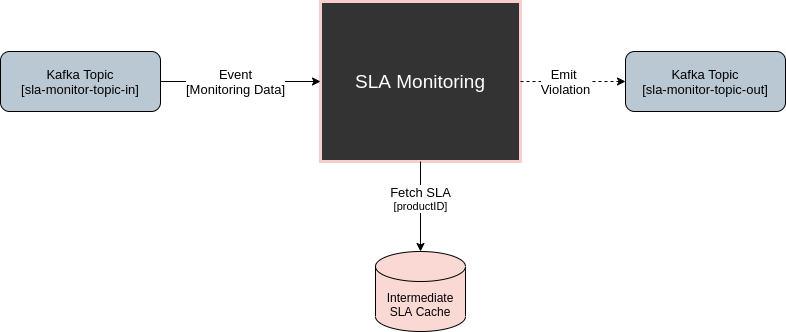 Kafka Topic
[sla-monitor-topic-in]
Event
[Monitoring Data]
SLA Monitoring
Emit
Violation
Kafka Topic
[sla-monitor-topic-out]
Fetch SLA
[productID]
Intermediate
SLA Cache